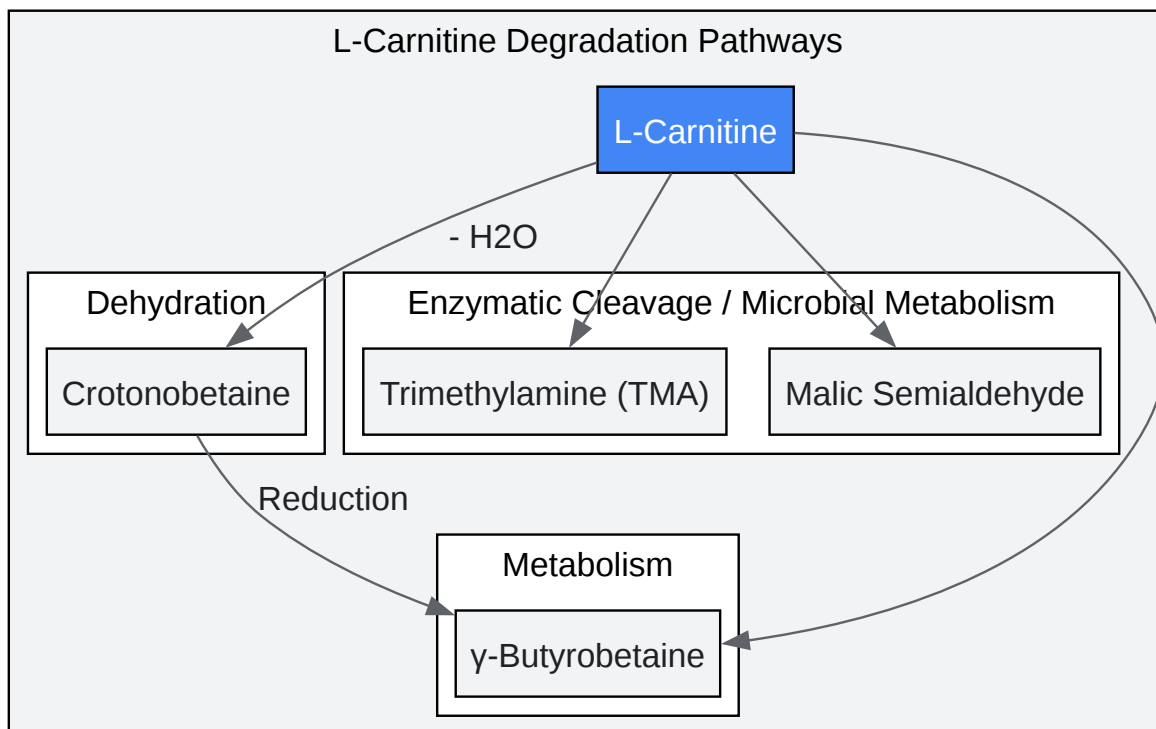 L-Carnitine Degradation Pathways
L-Carnitine
- H2O
Dehydration
Enzymatic Cleavage / Microbial Metabolism
Crotonobetaine
Trimethylamine (TMA)
Malic Semialdehyde
Reduction
Metabolism
γ-Butyrobetaine